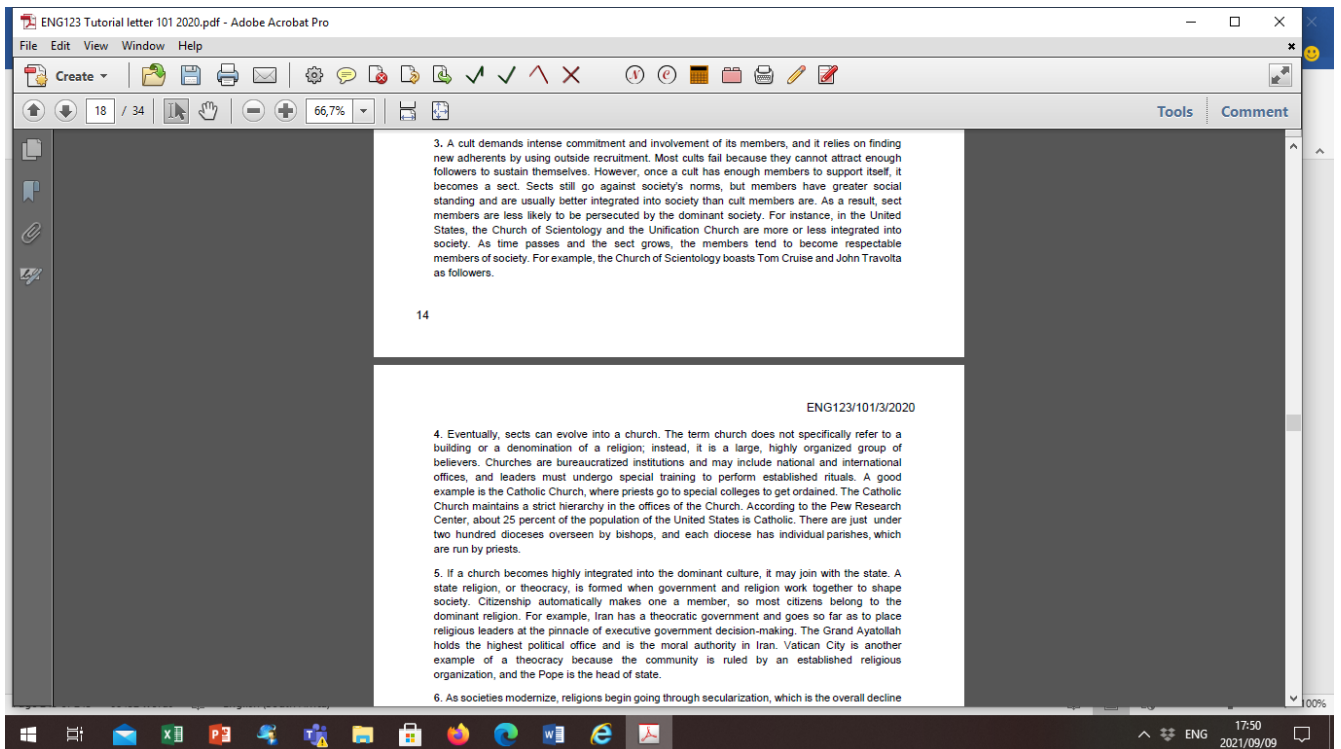 ENG123 Tutorial letter 101 2020.pdf - Adobe Acrobat Pro
File Edit View Window Help
Create
18 / 34
66,7%
Tools Comment
3. A cult demands intense commitment and involvement of its members, and it relies on finding
new adherents by using outside recruitment. Most cults fail because they cannot attract enough
followers to sustain themselves. However, once a cult has enough members to support itself, it
becomes a sect. Sects still go against society's norms, but members have greater social
standing and are usually better integrated into society than cult members are. As a result, sect
members are less likely to be persecuted by the dominant society. For instance, in the United
States, the Church of Scientology and the Unification Church are more or less integrated into
society. As time passes and the sect grows, the members tend to become respectable
members of society. For example, the Church of Scientology boasts Tom Cruise and John Travolta
as followers.
14
ENG123/101/3/2020
4. Eventually, sects can evolve into a church. The term church does not specifically refer to a
building or a denomination of a religion; instead, it is a large, highly organized group of
believers. Churches are bureaucratized institutions and may include national and international
offices, and leaders must undergo special training to perform established rituals. A good
example is the Catholic Church, where priests go to special colleges to get ordained. The Catholic
Church maintains a strict hierarchy in the offices of the Church. According to the Pew Research
Center, about 25 percent of the population of the United States is Catholic. There are just under
two hundred dioceses overseen by bishops, and each diocese has individual parishes, which
are run by priests.
5. If a church becomes highly integrated into the dominant culture, it may join with the state. A
state religion, or theocracy, is formed when government and religion work together to shape
society. Citizenship automatically makes one a member, so most citizens belong to the
dominant religion. For example, Iran has a theocratic government and goes so far as to place
religious leaders at the pinnacle of executive government decision-making. The Grand Ayatollah
holds the highest political office and is the moral authority in Iran. Vatican City is another
example of a theocracy because the community is ruled by an established religious
organization, and the Pope is the head of state.
6. As societies modernize, religions begin going through secularization, which is the overall decline
100%
ENG
17:50
2021/09/09